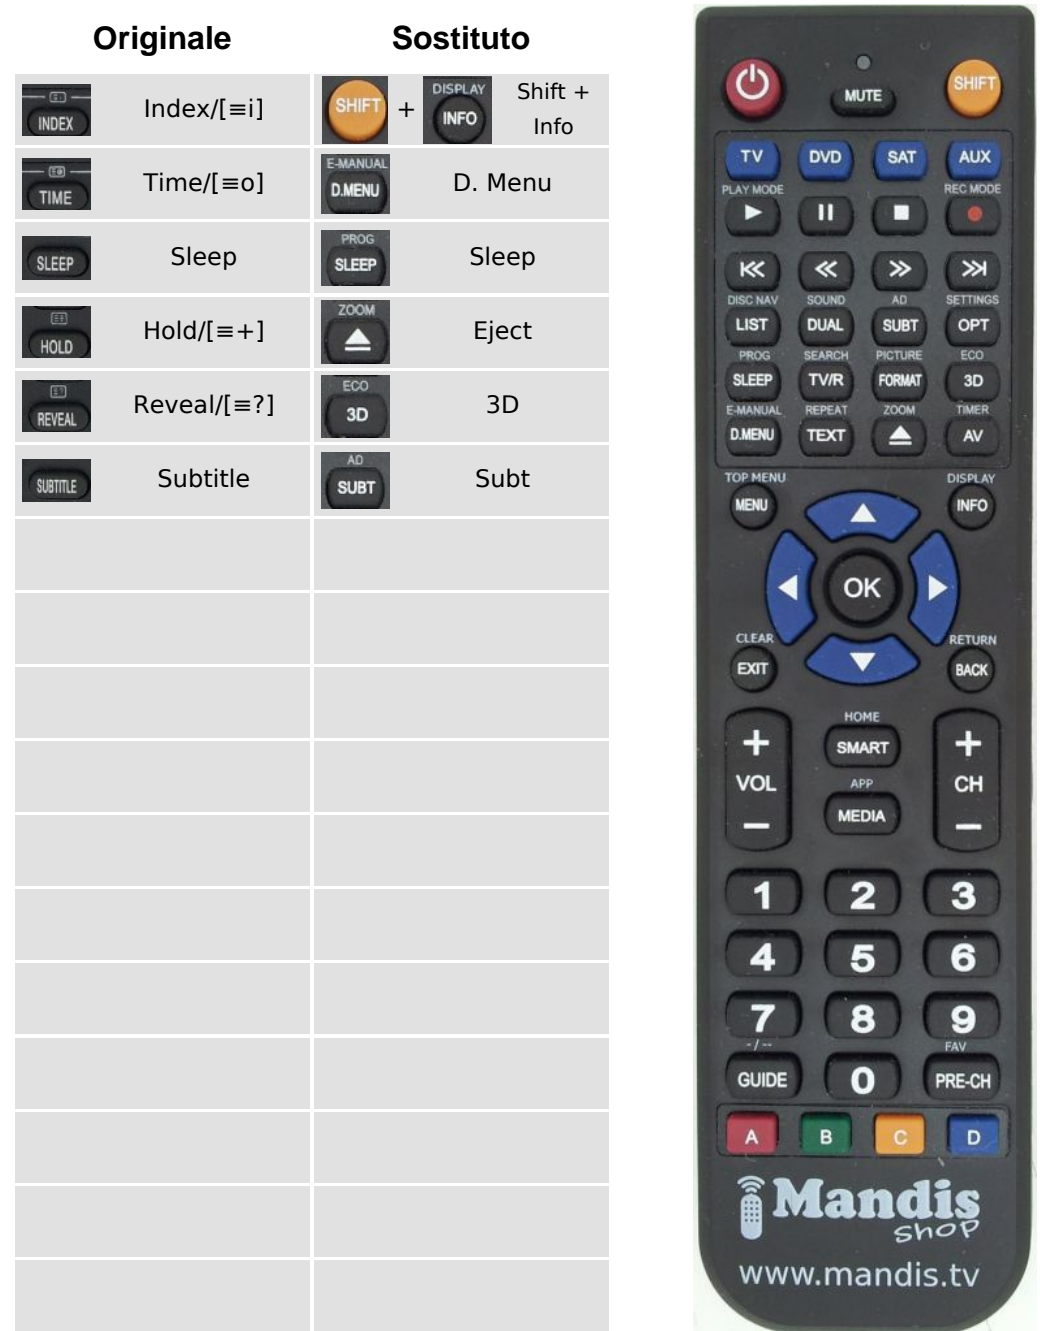 Originale Sostituto
INDEX Index/[≡i] SHIFT + DISPLAY INFO Shift + Info
TIME Time/[≡o] E-MANUAL D.MENU D. Menu
SLEEP Sleep PROG SLEEP Sleep
HOLD Hold/[≡+] ZOOM Eject
REVEAL Reveal/[≡?] ECO 3D 3D
SUBTITLE Subtitle AD SUBT Subt
MUTE SHIFT
TV DVD SAT AUX
PLAY MODE REC MODE
DISC NAV SOUND AD SETTINGS
LIST DUAL SUBT OPT
PROG SEARCH PICTURE ECO
SLEEP TV/R FORMAT 3D
E-MANUAL REPEAT ZOOM TIMER
D.MENU TEXT AV
TOP MENU DISPLAY
MENU INFO
OK
CLEAR RETURN
EXIT BACK
HOME
+ SMART +
VOL APP CH
- MEDIA -
1 2 3
4 5 6
7 8 9
-/-- FAV
GUIDE 0 PRE-CH
A B C D
Mandis
shop
www.mandis.tv